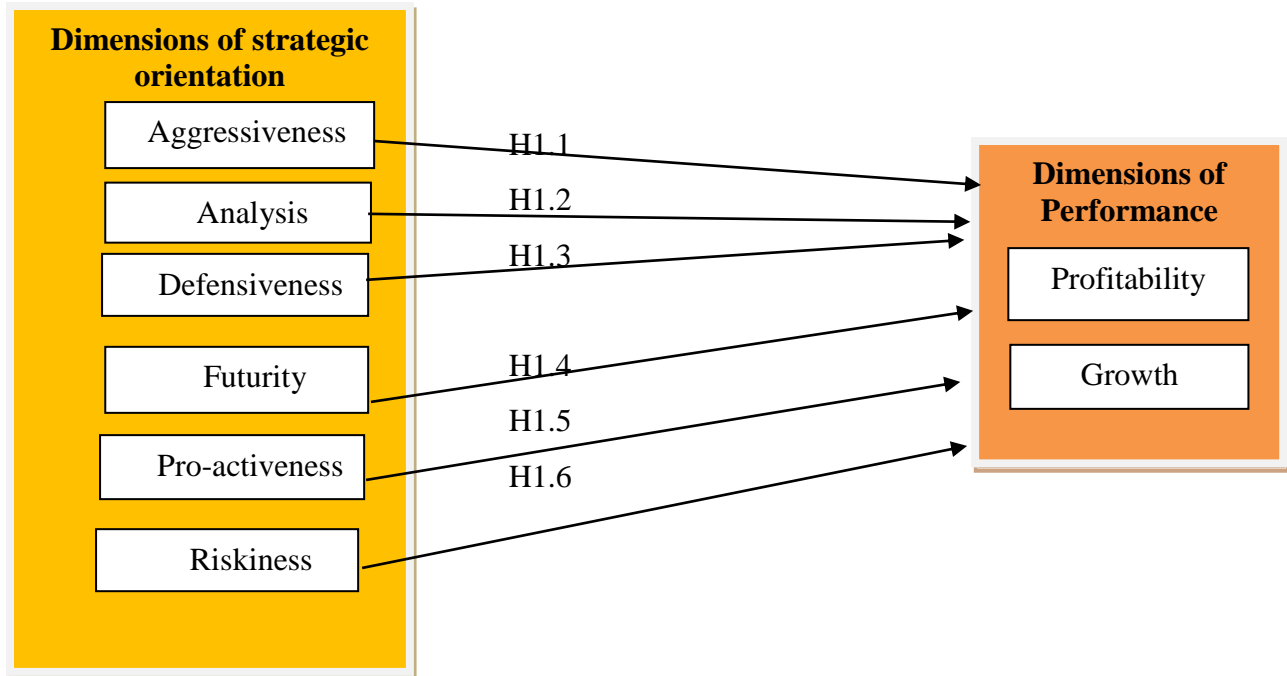 Dimensions of strategic
orientation
Aggressiveness
Analysis
Defensiveness
Futurity
Pro-activeness
Riskiness
H1.1
H1.2
H1.3
H1.4
H1.5
H1.6
Dimensions of
Performance
Profitability
Growth